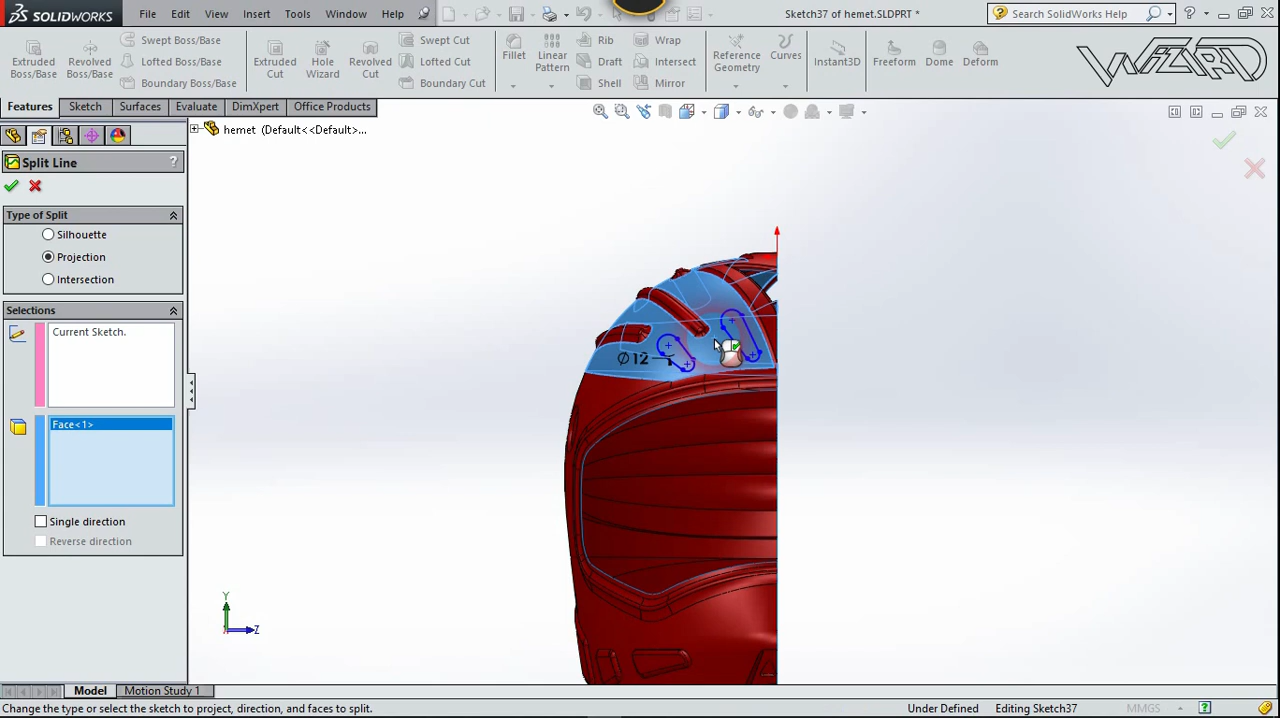 SOLIDWORKS File Edit View Insert Tools Window Help Sketch37 of hemet.SLDPRT * Search SolidWorks Help
Extruded Boss/Base
Revolved Boss/Base
Swept Boss/Base
Lofted Boss/Base
Boundary Boss/Base
Extruded Cut
Hole Wizard
Revolved Cut
Swept Cut
Lofted Cut
Boundary Cut
Fillet
Linear Pattern
Rib
Draft
Shell
Wrap
Intersect
Mirror
Reference Geometry
Curves
Instant3D
Freeform
Dome
Deform
WIZARD
Features Sketch Surfaces Evaluate DimXpert Office Products
hemet (Default<<Default>...
Split Line ?
Type of Split
Silhouette
Projection
Intersection
Selections
Current Sketch.
Face<1>
Single direction
Reverse direction
Ø12
Y
Z
Model Motion Study 1
Change the type or select the sketch to project, direction, and faces to split. Under Defined Editing Sketch37 MMGS